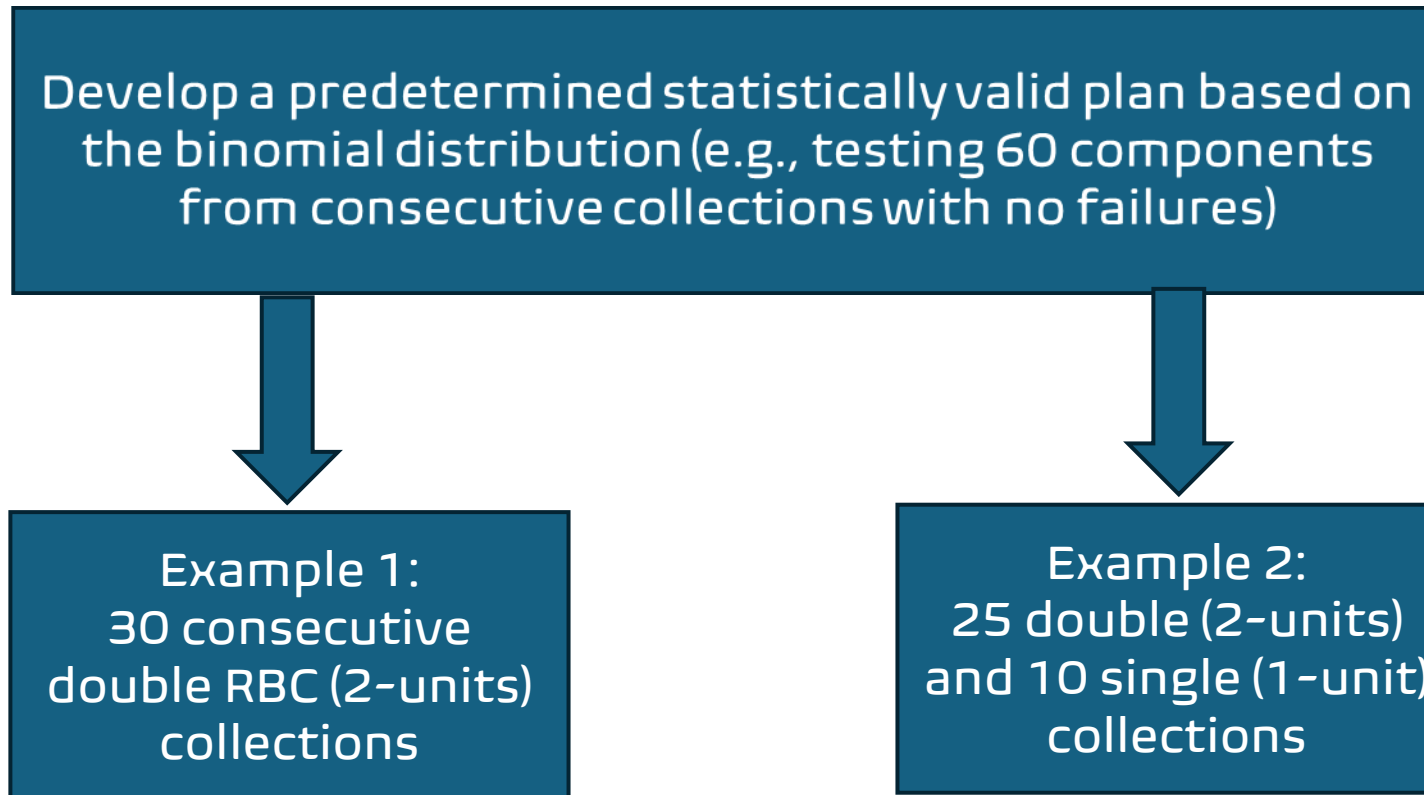 Develop a predetermined statistically valid plan based on
the binomial distribution (e.g., testing 60 components
from consecutive collections with no failures)
Example 1:
30 consecutive
double RBC (2-units)
collections
Example 2:
25 double (2-units)
and 10 single (1-unit)
collections